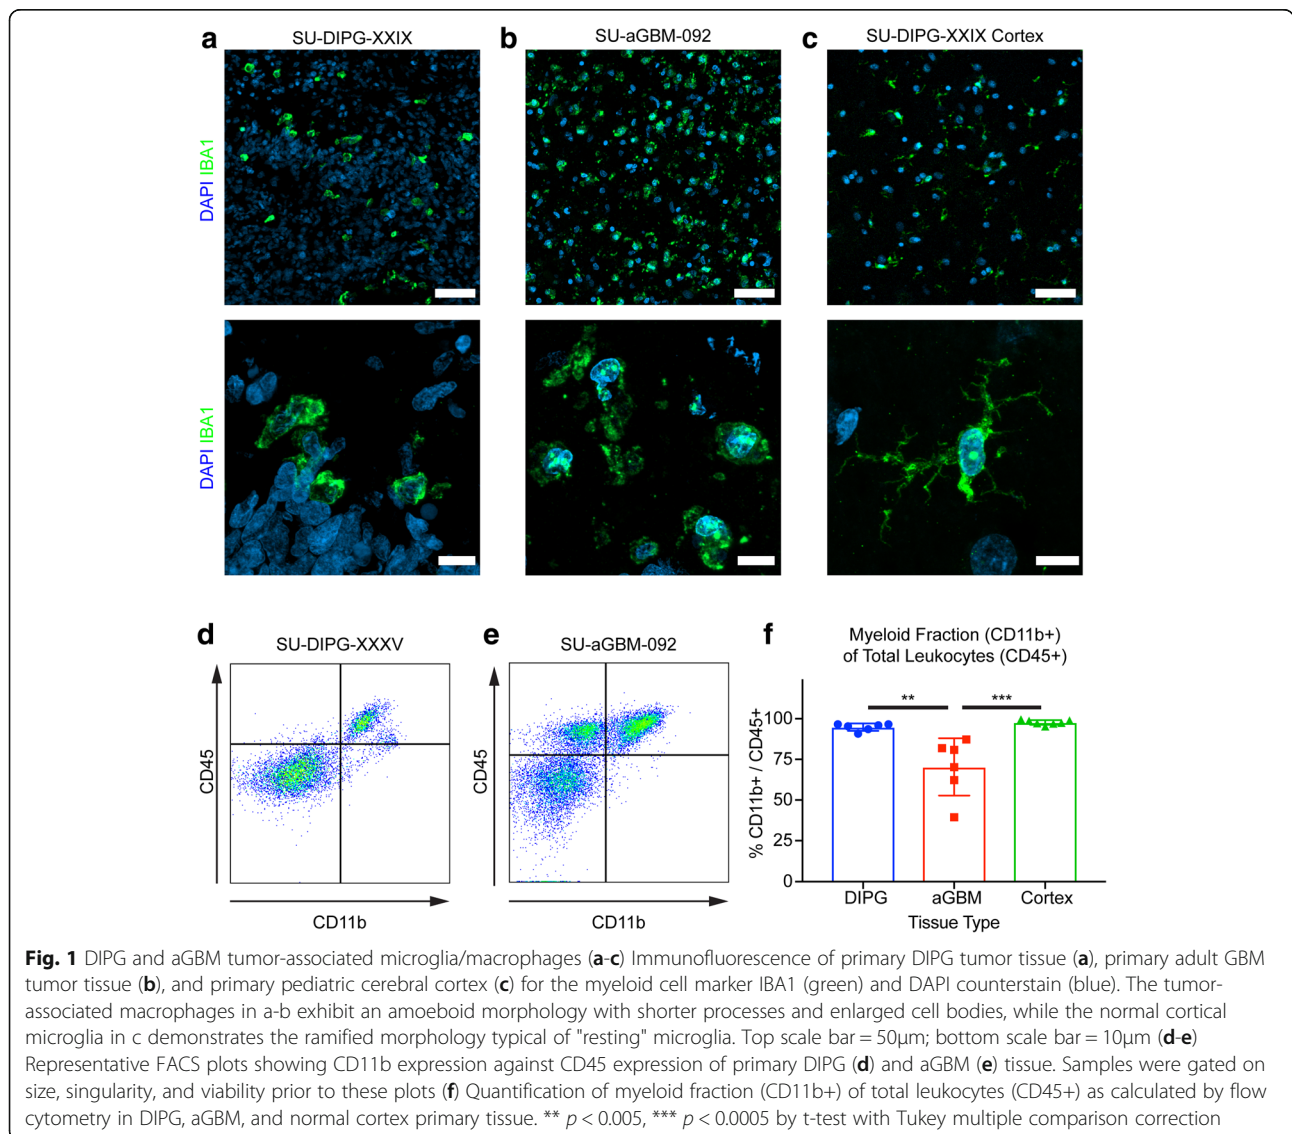 a
SU-DIPG-XXIX
b
SU-aGBM-092
c
SU-DIPG-XXIX Cortex
DAPI IBA1
DAPI IBA1
d
SU-DIPG-XXXV
CD45
CD11b
e
SU-aGBM-092
CD45
CD11b
f
Myeloid Fraction (CD11b+)
of Total Leukocytes (CD45+)
% CD11b+ / CD45+
100
75
50
25
0
**
***
DIPG
aGBM
Cortex
Tissue Type
Fig. 1 DIPG and aGBM tumor-associated microglia/macrophages (a-c) Immunofluorescence of primary DIPG tumor tissue (a), primary adult GBM
tumor tissue (b), and primary pediatric cerebral cortex (c) for the myeloid cell marker IBA1 (green) and DAPI counterstain (blue). The tumor-
associated macrophages in a-b exhibit an amoeboid morphology with shorter processes and enlarged cell bodies, while the normal cortical
microglia in c demonstrates the ramified morphology typical of "resting" microglia. Top scale bar = 50μm; bottom scale bar = 10μm (d-e)
Representative FACS plots showing CD11b expression against CD45 expression of primary DIPG (d) and aGBM (e) tissue. Samples were gated on
size, singularity, and viability prior to these plots (f) Quantification of myeloid fraction (CD11b+) of total leukocytes (CD45+) as calculated by flow
cytometry in DIPG, aGBM, and normal cortex primary tissue. ** p < 0.005, *** p < 0.0005 by t-test with Tukey multiple comparison correction